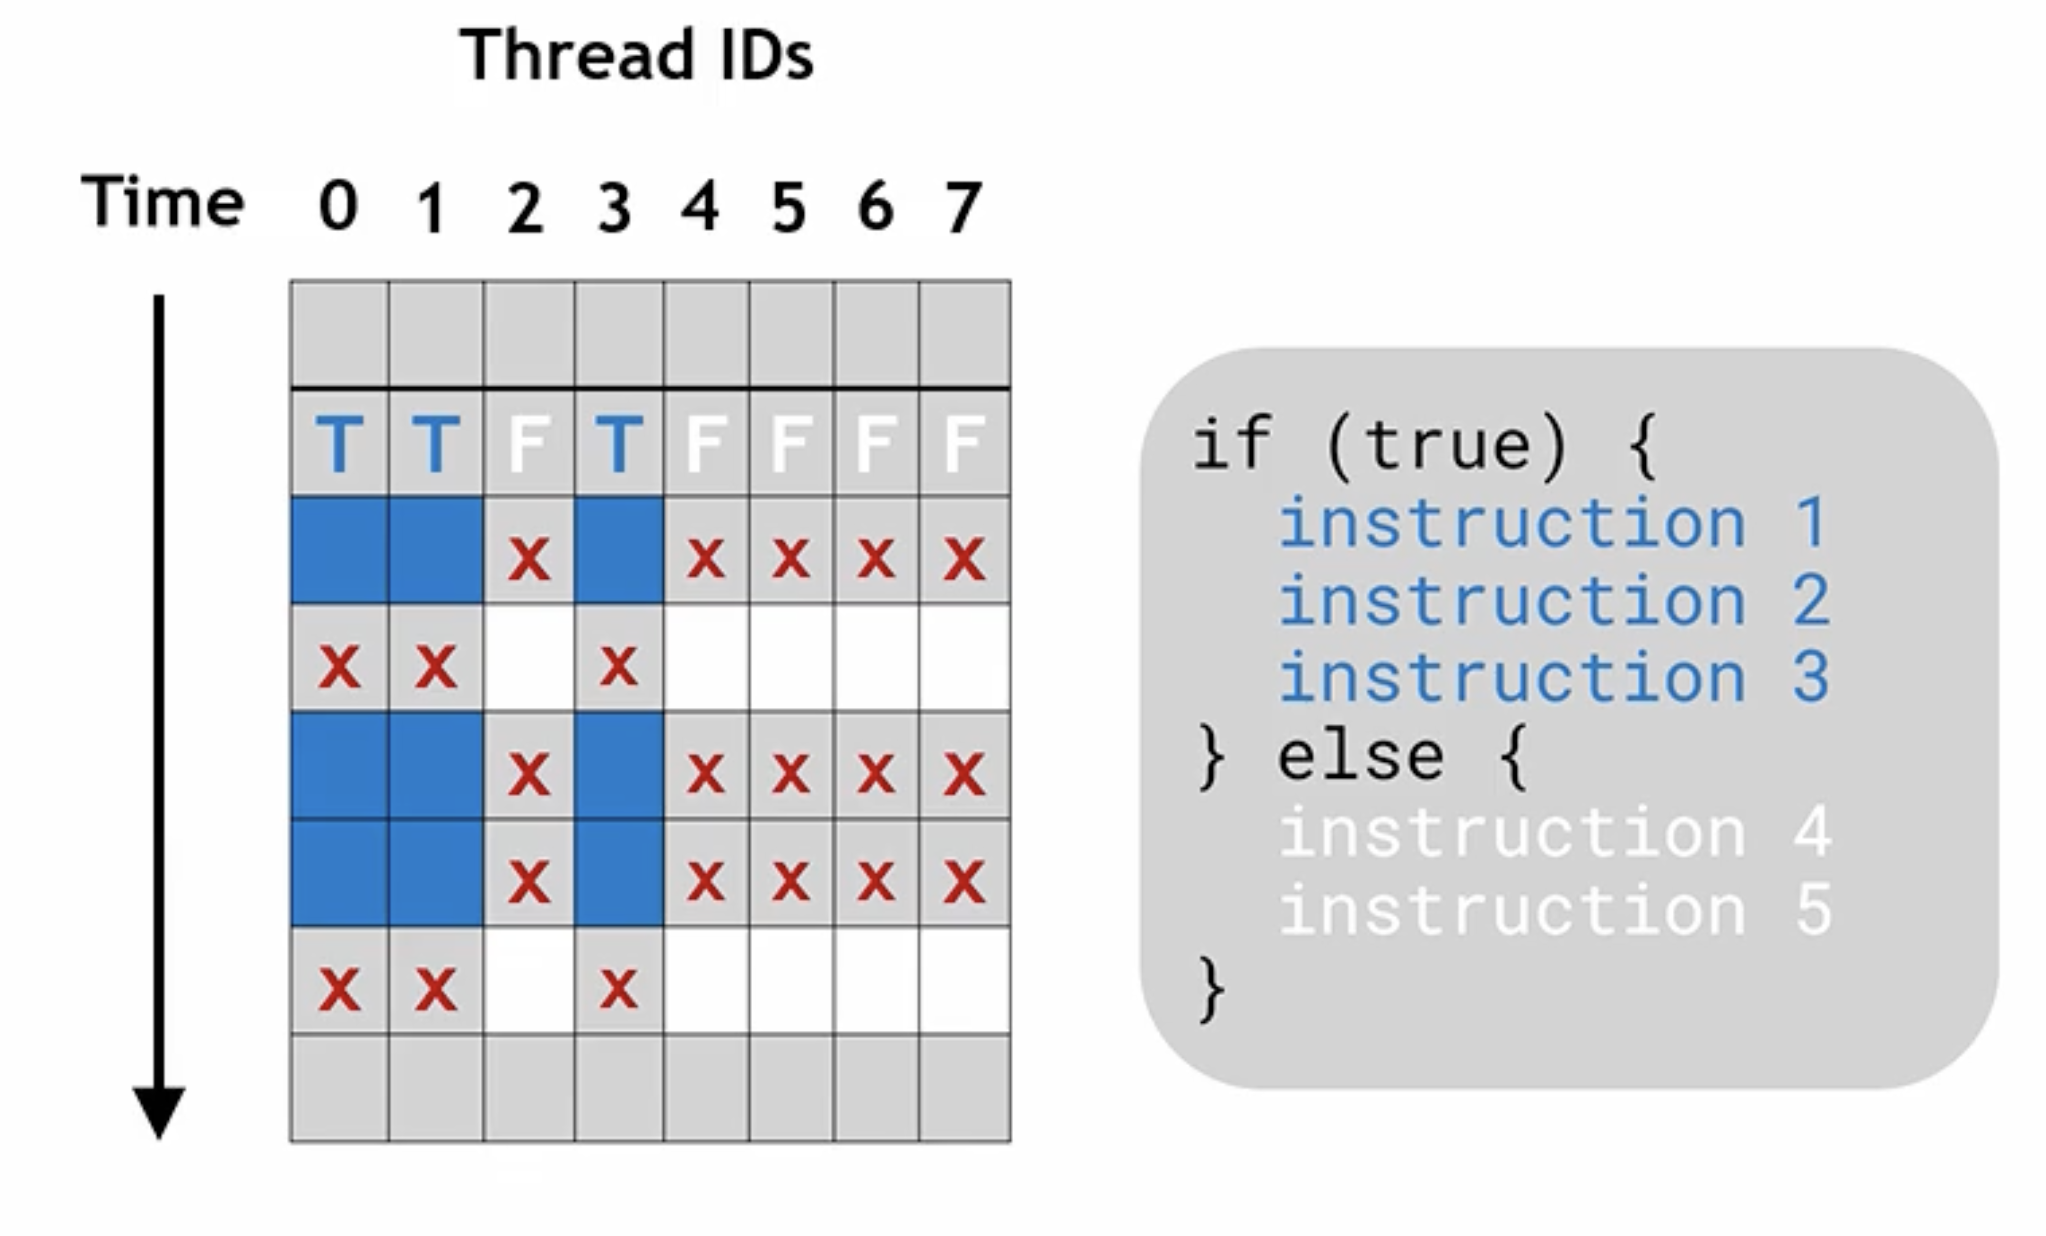 Thread IDs
Time 0 1 2 3 4 5 6 7
T T F T F F F F
x x x x x
x x x
x x x x x
x x x x x
x x x
if (true) {
instruction 1
instruction 2
instruction 3
} else {
instruction 4
instruction 5
}